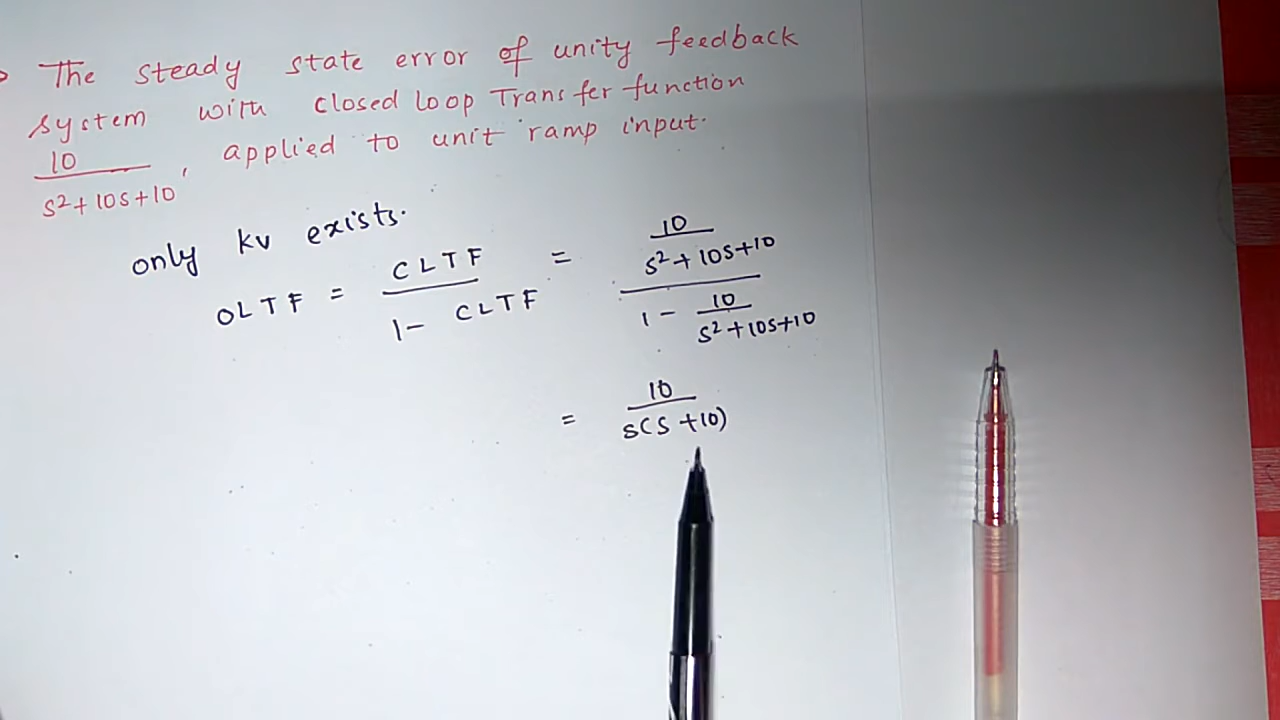 The steady state error of unity feedback
system with closed loop Transfer function
10
s²+10s+10 , applied to unit ramp input.
only kv exists.
OLTF = CLTF / 1- CLTF = 10 / s²+10s+10 / 1- 10 / s²+10s+10
= 10 / s(s+10)